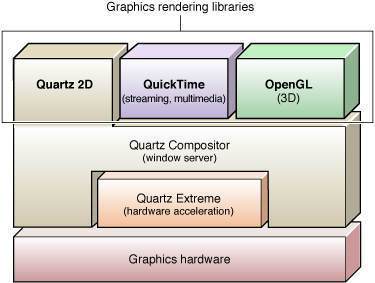 Graphics rendering libraries
Quartz 2D
QuickTime
(streaming, multimedia)
OpenGL
(3D)
Quartz Compositor
(window server)
Quartz Extreme
(hardware acceleration)
Graphics hardware